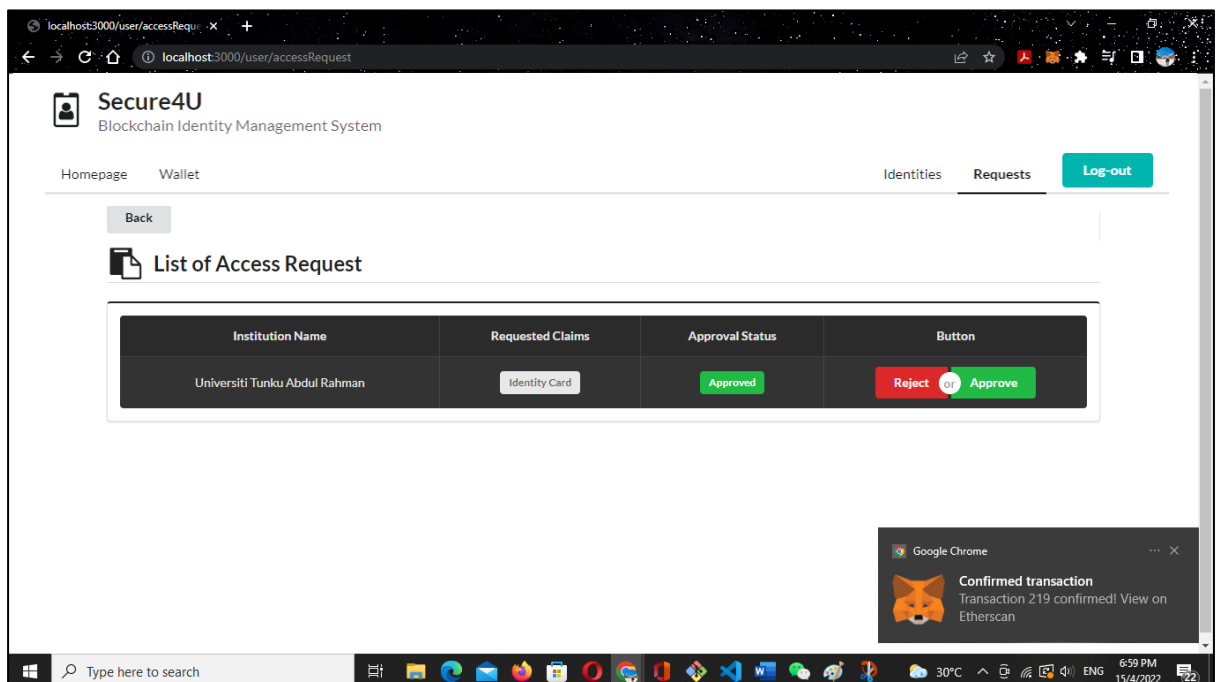 localhost:3000/user/accessReque
localhost:3000/user/accessRequest
Secure4U
Blockchain Identity Management System
Homepage Wallet Identities Requests Log-out
Back
List of Access Request
Institution Name Requested Claims Approval Status Button
Universiti Tunku Abdul Rahman Identity Card Approved Reject or Approve
Google Chrome
Confirmed transaction
Transaction 219 confirmed! View on
Etherscan
Type here to search 30°C ENG 6:59 PM
15/4/2022 22